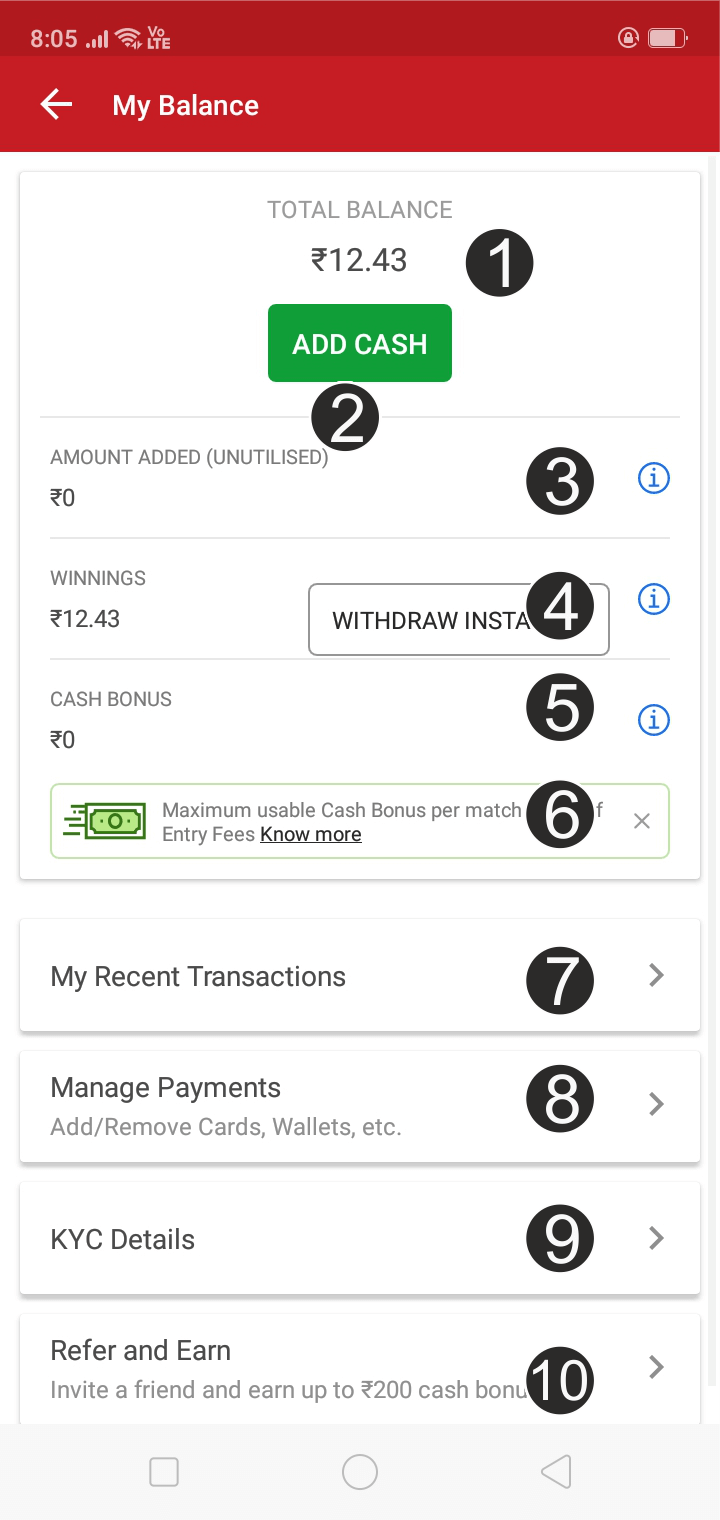 8:05 Vo LTE
My Balance
TOTAL BALANCE
₹12.43
1
ADD CASH
2
AMOUNT ADDED (UNUTILISED)
₹0
3
WINNINGS
₹12.43
WITHDRAW INSTA
4
CASH BONUS
₹0
5
Maximum usable Cash Bonus per match
Entry Fees Know more
6
My Recent Transactions
7
Manage Payments
Add/Remove Cards, Wallets, etc.
8
KYC Details
9
Refer and Earn
Invite a friend and earn up to ₹200 cash bonu
10